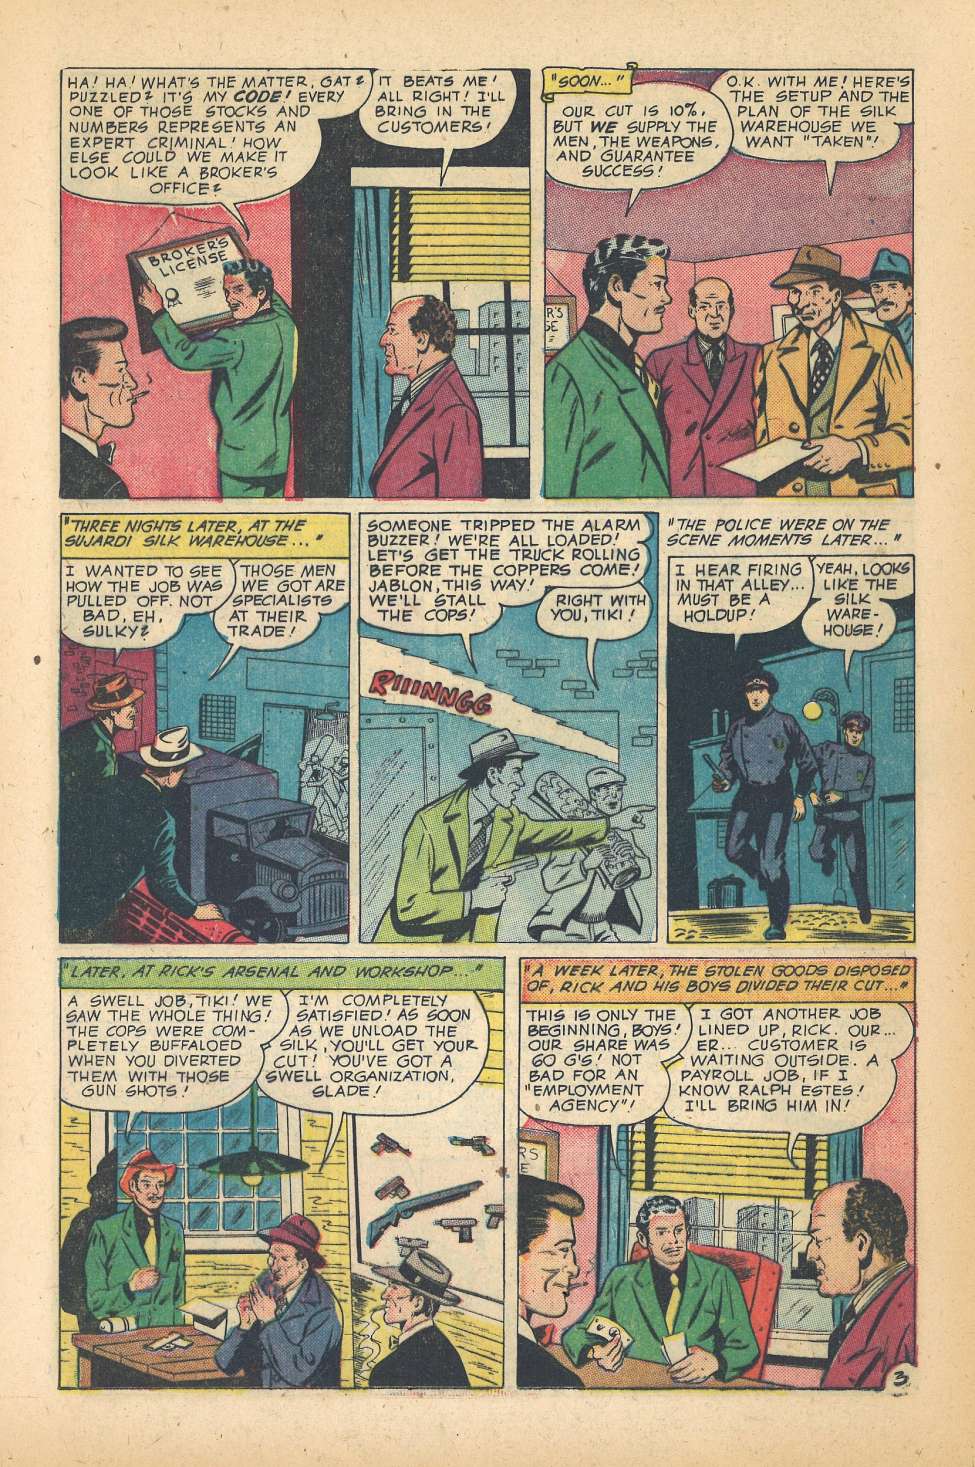 HA! HA! WHAT'S THE MATTER, GAT?
PUZZLED? IT'S MY CODE! EVERY
ONE OF THOSE STOCKS AND
NUMBERS REPRESENTS AN
EXPERT CRIMINAL! HOW
ELSE COULD WE MAKE IT
LOOK LIKE A BROKER'S
OFFICE?
IT BEATS ME!
ALL RIGHT! I'LL
BRING IN THE
CUSTOMERS!
BROKER'S
LICENSE
"SOON..."
OUR CUT IS 10%,
BUT WE SUPPLY THE
MEN, THE WEAPONS,
AND GUARANTEE
SUCCESS!
O.K. WITH ME! HERE'S
THE SETUP AND THE
PLAN OF THE SILK
WAREHOUSE WE
WANT "TAKEN"!
R'S
SE
"THREE NIGHTS LATER, AT THE
SUJARDI SILK WAREHOUSE..."
I WANTED TO SEE
HOW THE JOB WAS
PULLED OFF. NOT
BAD, EH,
SULKY?
THOSE MEN
WE GOT ARE
SPECIALISTS
AT THEIR
TRADE!
SOMEONE TRIPPED THE ALARM
BUZZER! WE'RE ALL LOADED!
LET'S GET THE TRUCK ROLLING
BEFORE THE COPPERS COME!
JABLON, THIS WAY!
WE'LL STALL
THE COPS!
RIGHT WITH
YOU, TIKI!
RIIINNGG
"THE POLICE WERE ON THE
SCENE MOMENTS LATER..."
I HEAR FIRING
IN THAT ALLEY...
MUST BE A
HOLDUP!
YEAH, LOOKS
LIKE THE
SILK
WARE-
HOUSE!
"LATER, AT RICK'S ARSENAL AND WORKSHOP..."
A SWELL JOB, TIKI! WE
SAW THE WHOLE THING!
THE COPS WERE COM-
PLETELY BUFFALOED
WHEN YOU DIVERTED
THEM WITH THOSE
GUN SHOTS!
I'M COMPLETELY
SATISFIED! AS SOON
AS WE UNLOAD THE
SILK, YOU'LL GET YOUR
CUT! YOU'VE GOT A
SWELL ORGANIZATION,
SLADE!
"A WEEK LATER, THE STOLEN GOODS DISPOSED
OF, RICK AND HIS BOYS DIVIDED THEIR CUT..."
THIS IS ONLY THE
BEGINNING, BOYS!
OUR SHARE WAS
60 G'S! NOT
BAD FOR AN
"EMPLOYMENT
AGENCY"!
I GOT ANOTHER JOB
LINED UP, RICK. OUR...
ER... CUSTOMER IS
WAITING OUTSIDE. A
PAYROLL JOB, IF I
KNOW RALPH ESTES!
I'LL BRING HIM IN!
RS
E
3